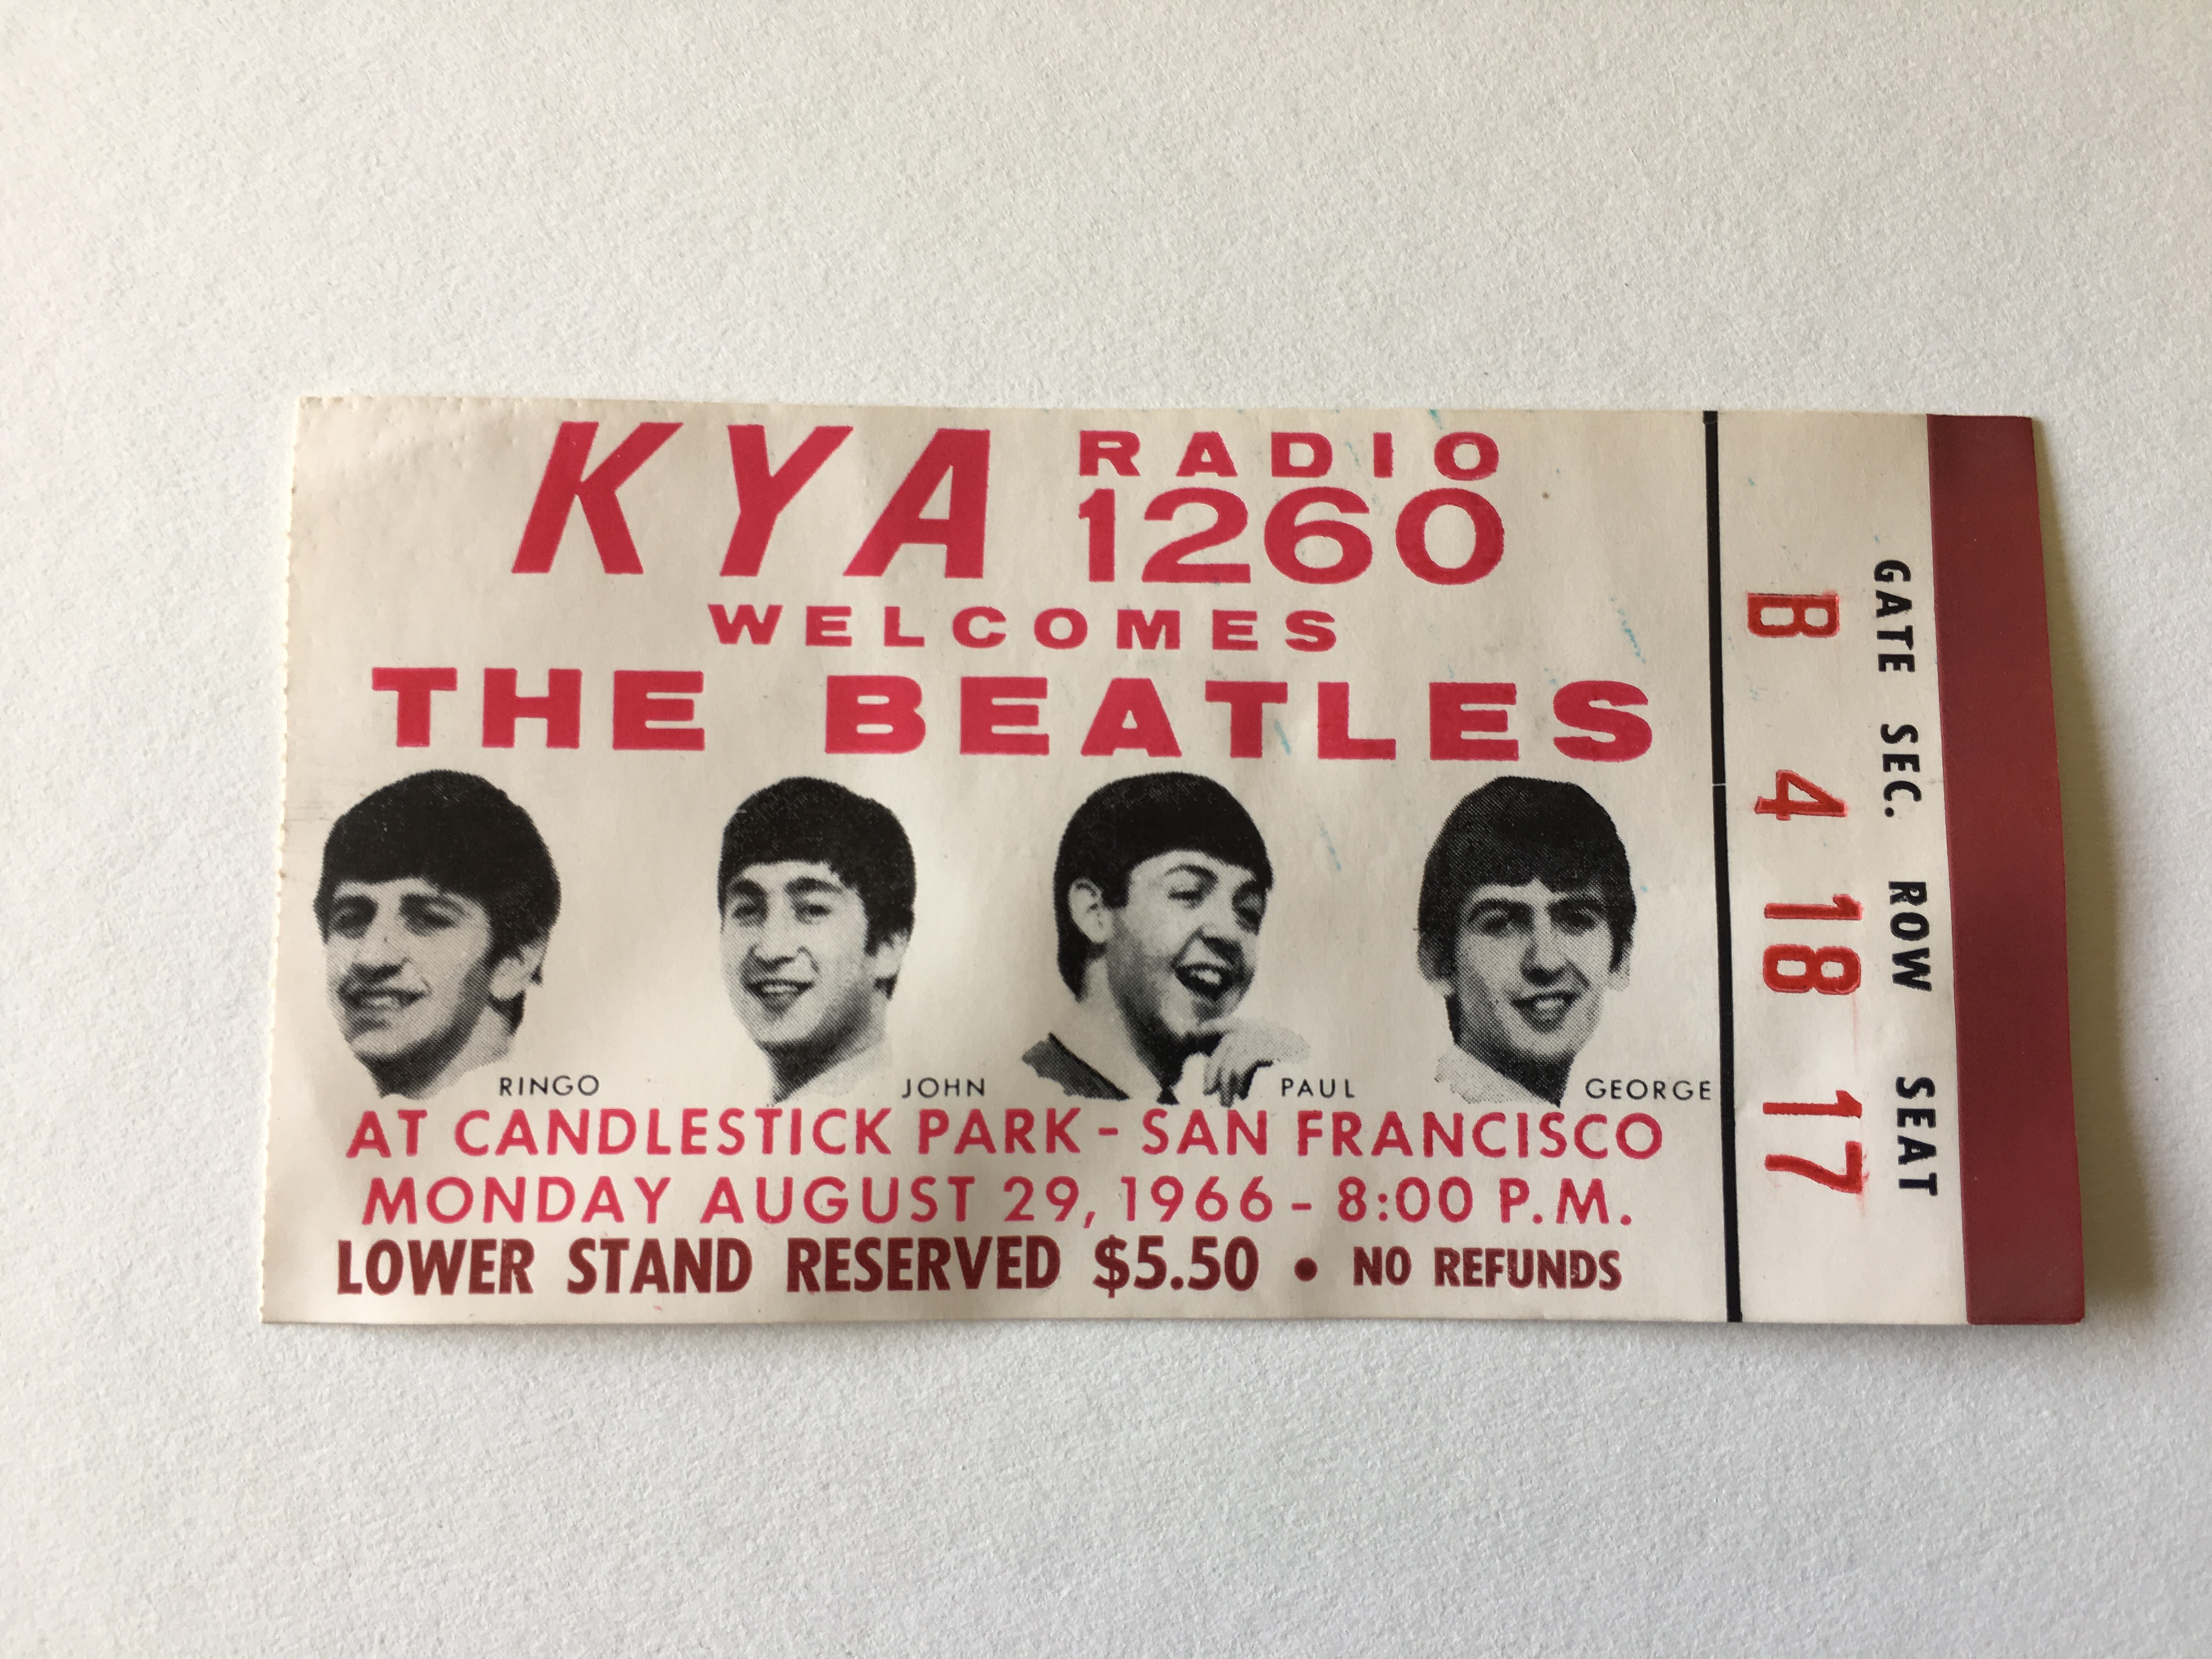 KYA RADIO
1260
WELCOMES
THE BEATLES
RINGO JOHN PAUL GEORGE
AT CANDLESTICK PARK - SAN FRANCISCO
MONDAY AUGUST 29, 1966 - 8:00 P.M.
LOWER STAND RESERVED $5.50 • NO REFUNDS
GATE SEC. ROW SEAT
B 4 18 17